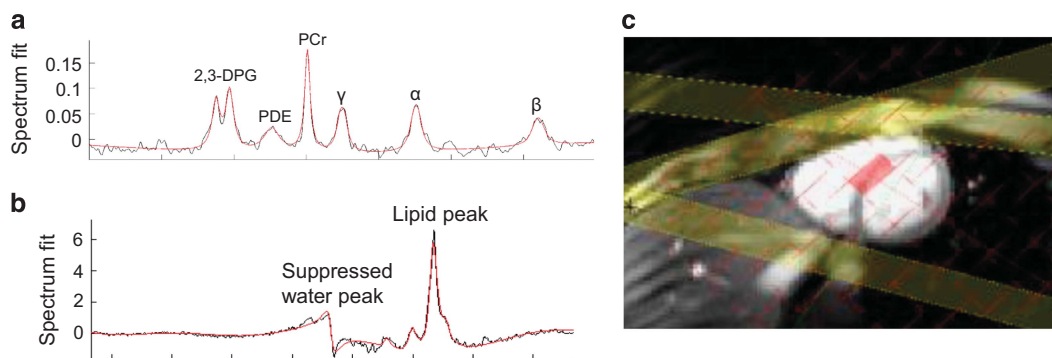 a
Spectrum fit
0.15
0.1
0.05
0
2,3-DPG
PDE
PCr
γ
α
β
b
Spectrum fit
6
4
2
0
Suppressed
water peak
Lipid peak
c